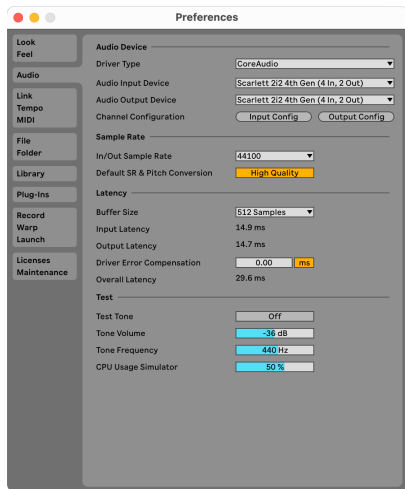 Preferences
Look
Feel
Audio
Link
Tempo
MIDI
File
Folder
Library
Plug-Ins
Record
Warp
Launch
Licenses
Maintenance
Audio Device
Driver Type CoreAudio
Audio Input Device Scarlett 2i2 4th Gen (4 In, 2 Out)
Audio Output Device Scarlett 2i2 4th Gen (4 In, 2 Out)
Channel Configuration Input Config Output Config
Sample Rate
In/Out Sample Rate 44100
Default SR & Pitch Conversion High Quality
Latency
Buffer Size 512 Samples
Input Latency 14.9 ms
Output Latency 14.7 ms
Driver Error Compensation 0.00 ms
Overall Latency 29.6 ms
Test
Test Tone Off
Tone Volume -36 dB
Tone Frequency 440 Hz
CPU Usage Simulator 50 %